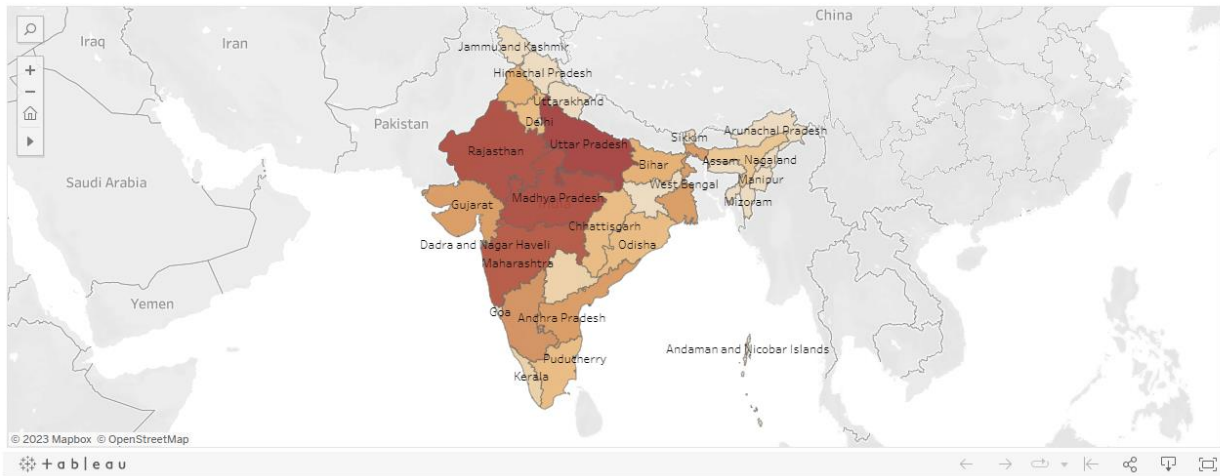 China
Iraq
Iran
Jammu and Kashmir
Himachal Pradesh
Uttarakhand
Pakistan
Delhi
Sikkim
Arunachal Pradesh
Rajasthan
Uttar Pradesh
Bihar
Assam
Nagaland
Saudi Arabia
West Bengal
Manipur
Madhya Pradesh
Mizoram
Gujarat
Chhattisgarh
Dadra and Nagar Haveli
Odisha
Maharashtra
Yemen
Goa
Andhra Pradesh
Andaman and Nicobar Islands
Puducherry
Kerala
© 2023 Mapbox © OpenStreetMap
+ableau